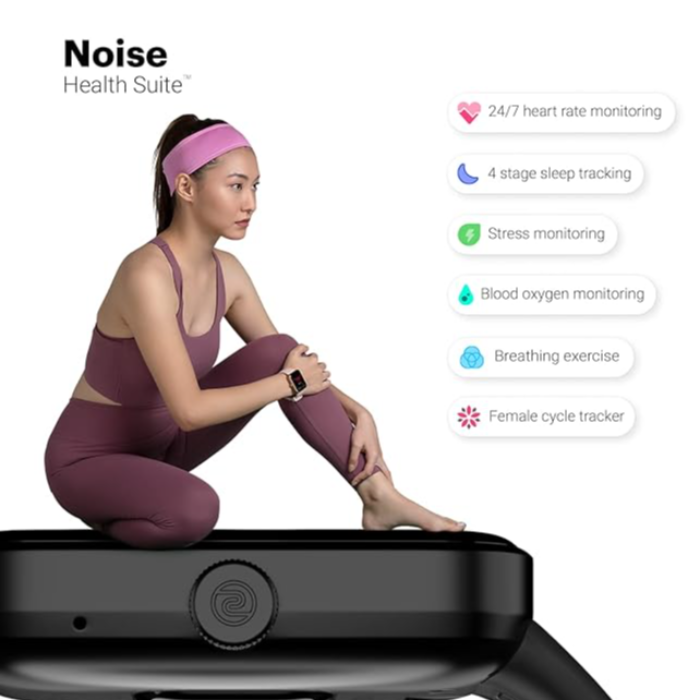 Noise
Health Suite™
24/7 heart rate monitoring
4 stage sleep tracking
Stress monitoring
Blood oxygen monitoring
Breathing exercise
Female cycle tracker